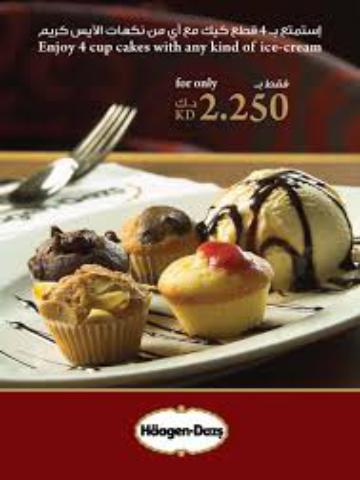 إستمتع بـ 4 قطع كيك مع أي من نكهات الآيس كريم
Enjoy 4 cup cakes with any kind of ice-cream
for only فقط بـ
د.ك
KD 2.250
Häagen-Dazs